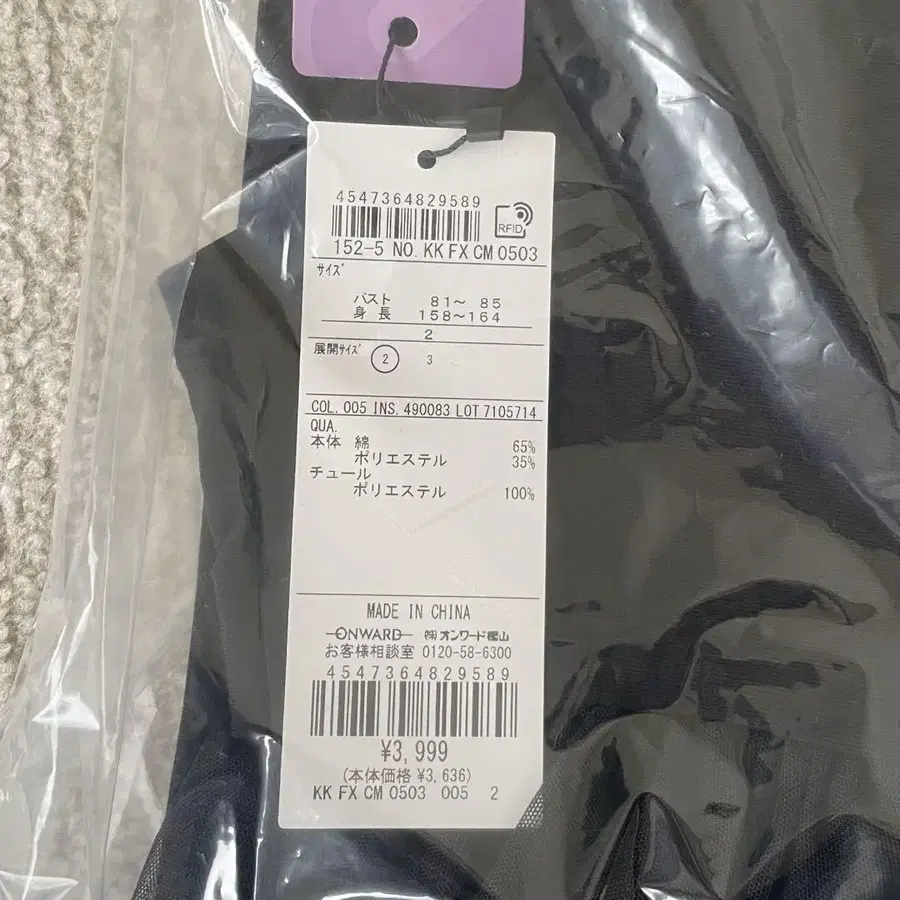 4547364829589
RFID
152-5 NO. KK FX CM 0503
サイズ
バスト 81〜 85
身長 158〜164
2
展開サイズ 2 3
COL. 005 INS. 490083 LOT 7105714
QUA.
本体 綿 65%
ポリエステル 35%
チュール
ポリエステル 100%
MADE IN CHINA
ONWARD ㈱オンワード樫山
お客様相談室 0120-58-6300
4547364829589
¥3,999
(本体価格 ¥3,636)
KK FX CM 0503 005 2